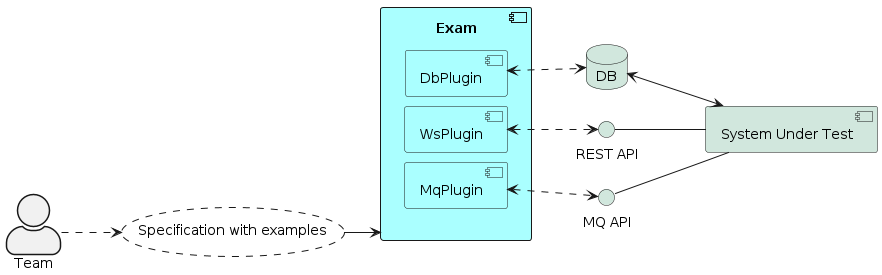 Exam
DbPlugin
WsPlugin
MqPlugin
DB
REST API
MQ API
System Under Test
Specification with examples
Team